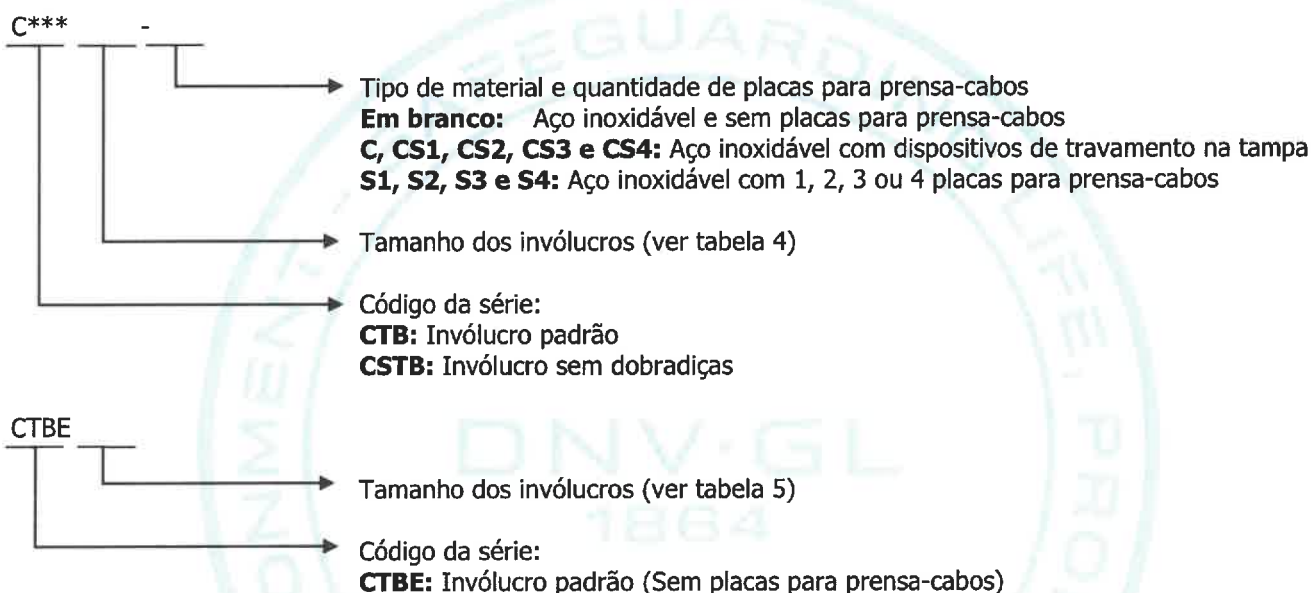 C*** -
Tipo de material e quantidade de placas para prensa-cabos
Em branco: Aço inoxidável e sem placas para prensa-cabos
C, CS1, CS2, CS3 e CS4: Aço inoxidável com dispositivos de travamento na tampa
S1, S2, S3 e S4: Aço inoxidável com 1, 2, 3 ou 4 placas para prensa-cabos
Tamanho dos invólucros (ver tabela 4)
Código da série:
CTB: Invólucro padrão
CSTB: Invólucro sem dobradiças
CTBE
Tamanho dos invólucros (ver tabela 5)
Código da série:
CTBE: Invólucro padrão (Sem placas para prensa-cabos)
DNV·GL
1864